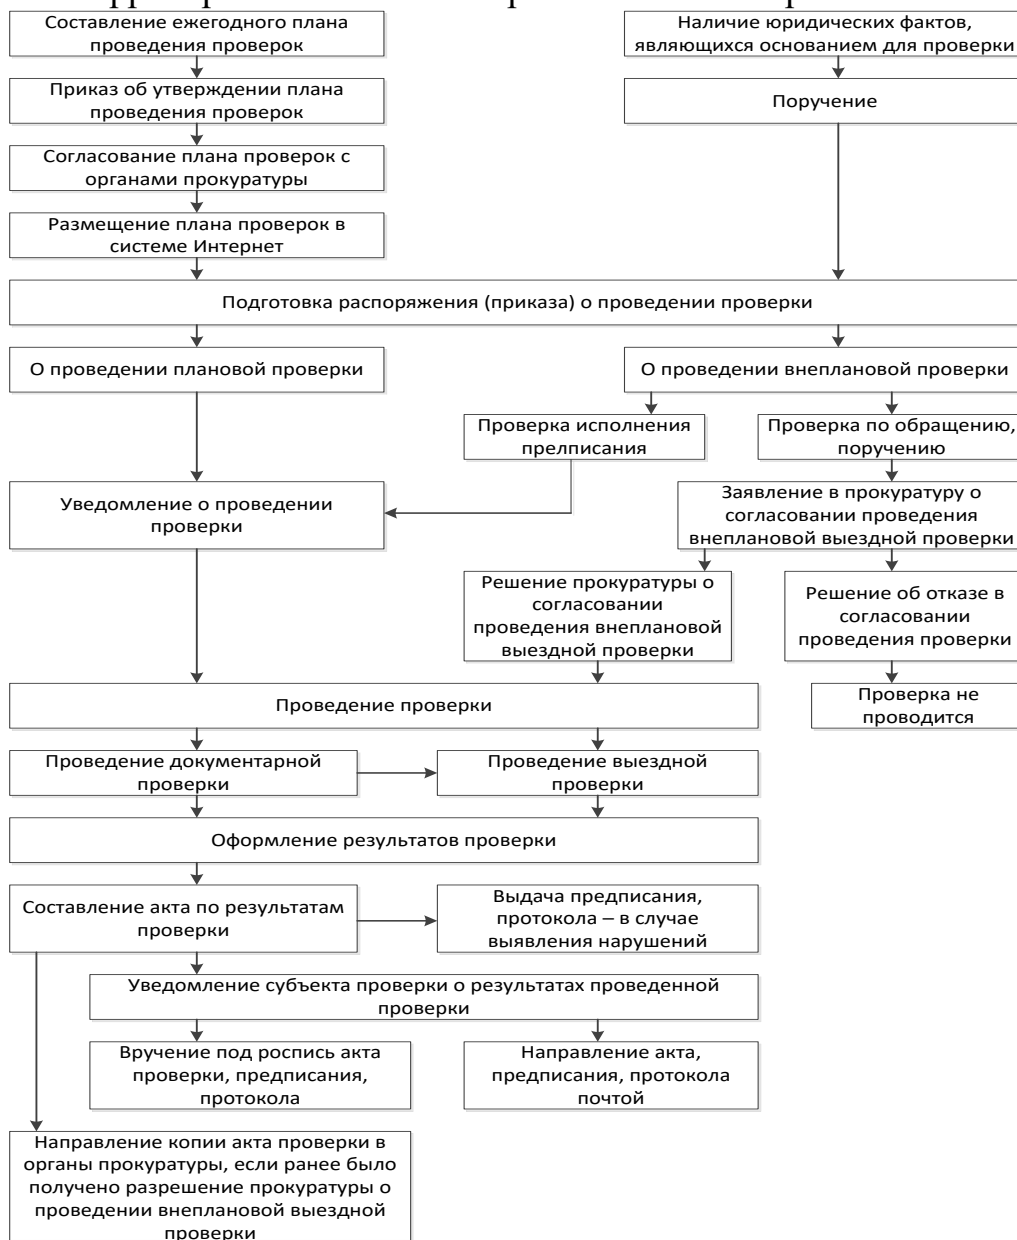 Составление ежегодного плана
проведения проверок
Наличие юридических фактов,
являющихся основанием для проверки
Приказ об утверждении плана
проведения проверок
Поручение
Согласование плана проверок с
органами прокуратуры
Размещение плана проверок в
системе Интернет
Подготовка распоряжения (приказа) о проведении проверки
О проведении плановой проверки
О проведении внеплановой проверки
Проверка исполнения
прелписания
Проверка по обращению,
поручению
Уведомление о проведении
проверки
Заявление в прокуратуру о
согласовании проведения
внеплановой выездной проверки
Решение прокуратуры о
согласовании
проведения внеплановой
выездной проверки
Решение об отказе в
согласовании
проведения проверки
Проведение проверки
Проверка не
проводится
Проведение документарной
проверки
Проведение выездной
проверки
Оформление результатов проверки
Составление акта по результатам
проверки
Выдача предписания,
протокола – в случае
выявления нарушений
Уведомление субъекта проверки о результатах проведенной
проверки
Вручение под роспись акта
проверки, предписания,
протокола
Направление акта,
предписания, протокола
почтой
Направление копии акта проверки в
органы прокуратуры, если ранее было
получено разрешение прокуратуры о
проведении внеплановой выездной
проверки